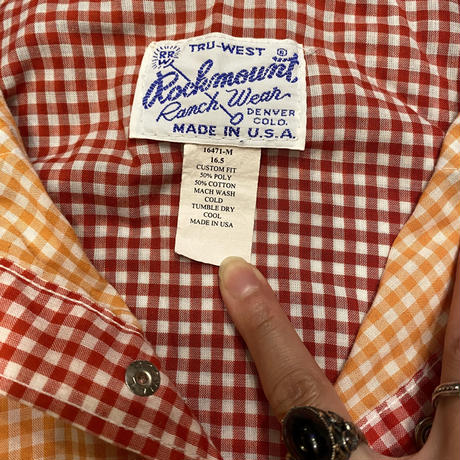 TRU-WEST ®
RRW
Rockmount
Ranch Wear
DENVER
COLO.
MADE IN U.S.A.
16471-M
16.5
CUSTOM FIT
50% POLY
50% COTTON
MACH WASH
COLD
TUMBLE DRY
COOL
MADE IN USA